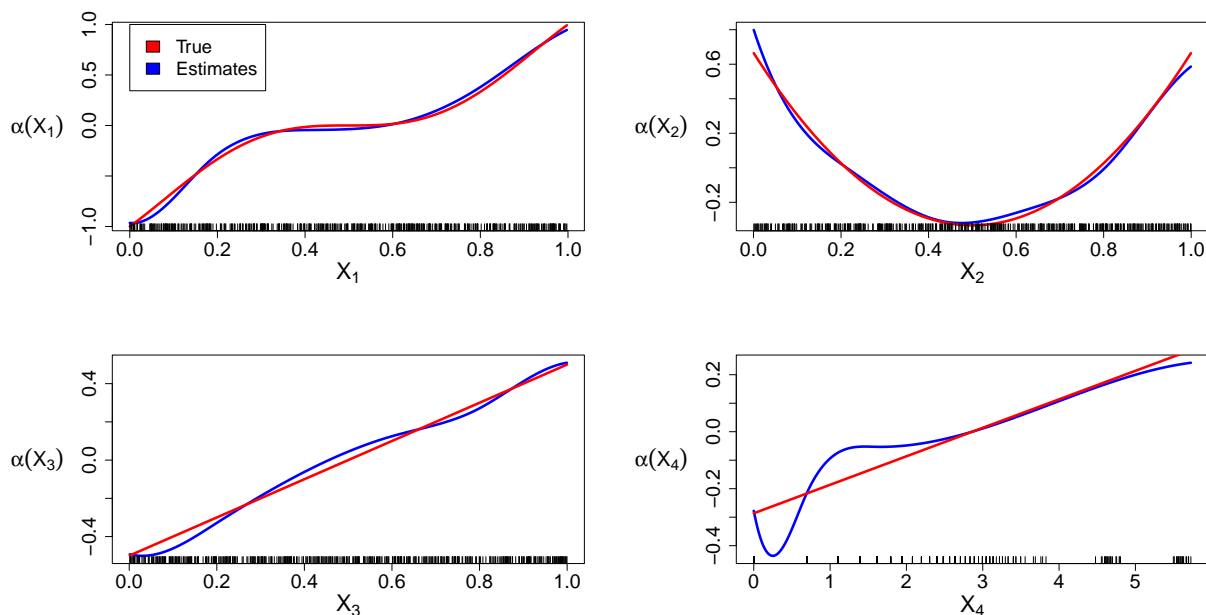 True
Estimates
α(X₁)
1.0
0.5
0.0
−1.0
0.0 0.2 0.4 0.6 0.8 1.0
X₁
α(X₂)
0.6
0.2
−0.2
0.0 0.2 0.4 0.6 0.8 1.0
X₂
α(X₃)
0.4
0.0
−0.4
0.0 0.2 0.4 0.6 0.8 1.0
X₃
α(X₄)
0.2
0.0
−0.2
−0.4
0 1 2 3 4 5
X₄